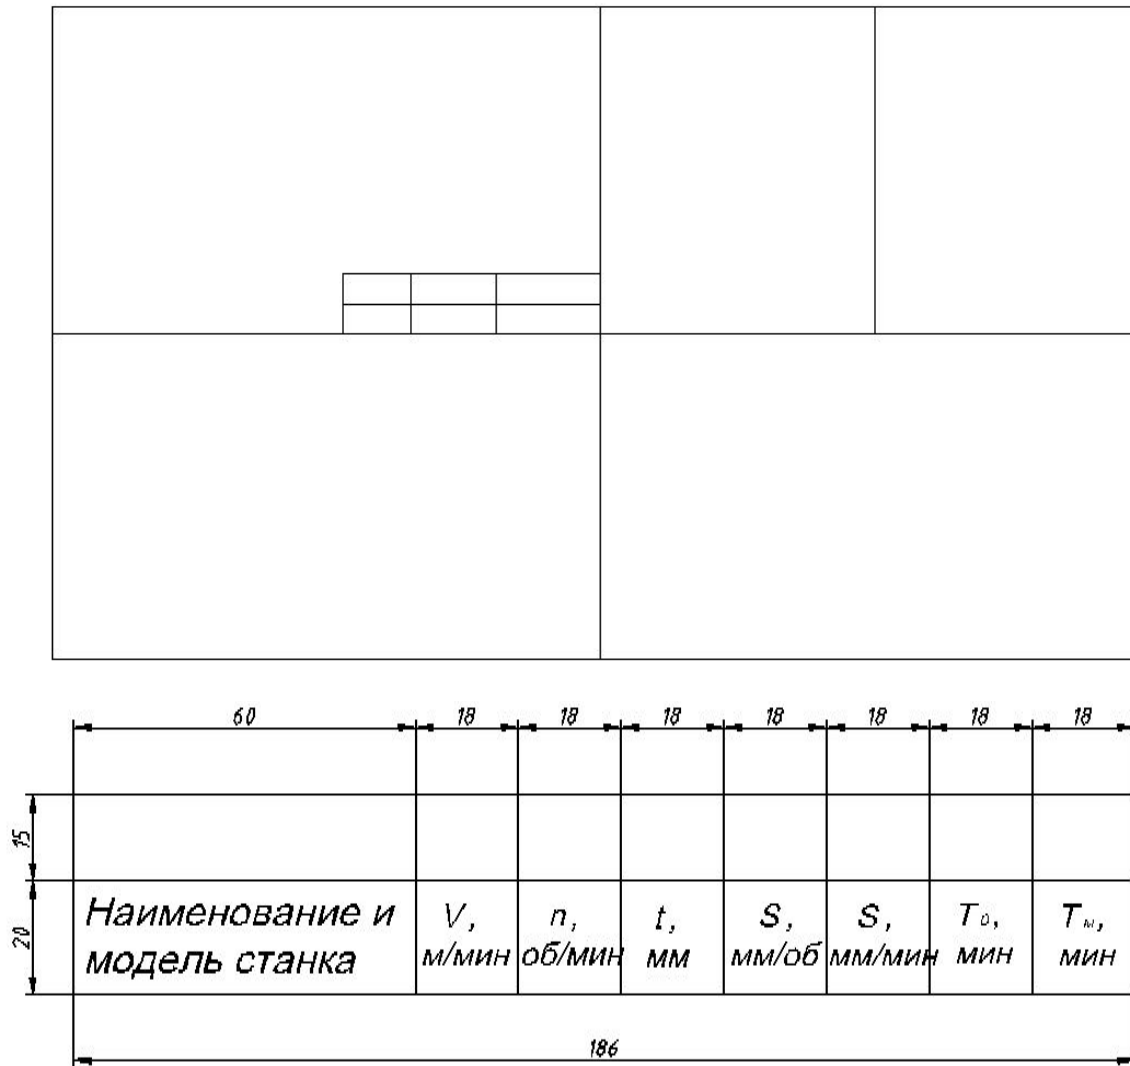 60 18 18 18 18 18 18 18
15
20
Наименование и
модель станка
V,
м/мин
n,
об/мин
t,
мм
S,
мм/об
S,
мм/мин
To,
мин
Tм,
мин
186